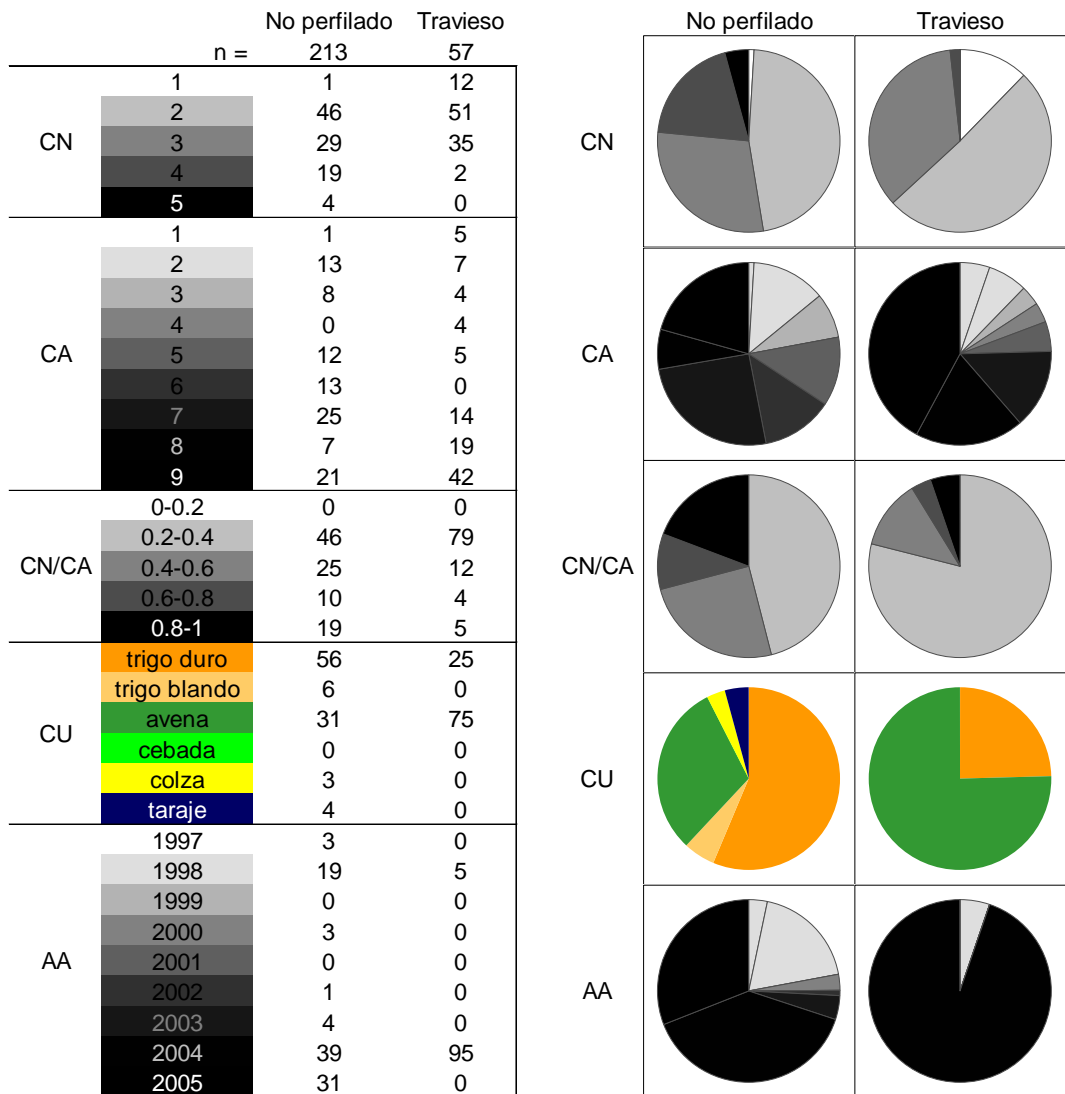 No perfilado Travieso
n = 213 57
1 1 12
2 46 51
CN 3 29 35
4 19 2
5 4 0
1 1 5
2 13 7
3 8 4
4 0 4
CA 5 12 5
6 13 0
7 25 14
8 7 19
9 21 42
0-0.2 0 0
0.2-0.4 46 79
CN/CA 0.4-0.6 25 12
0.6-0.8 10 4
0.8-1 19 5
trigo duro 56 25
trigo blando 6 0
CU avena 31 75
cebada 0 0
colza 3 0
taraje 4 0
1997 3 0
1998 19 5
1999 0 0
2000 3 0
AA 2001 0 0
2002 1 0
2003 4 0
2004 39 95
2005 31 0
No perfilado Travieso
CN
CA
CN/CA
CU
AA